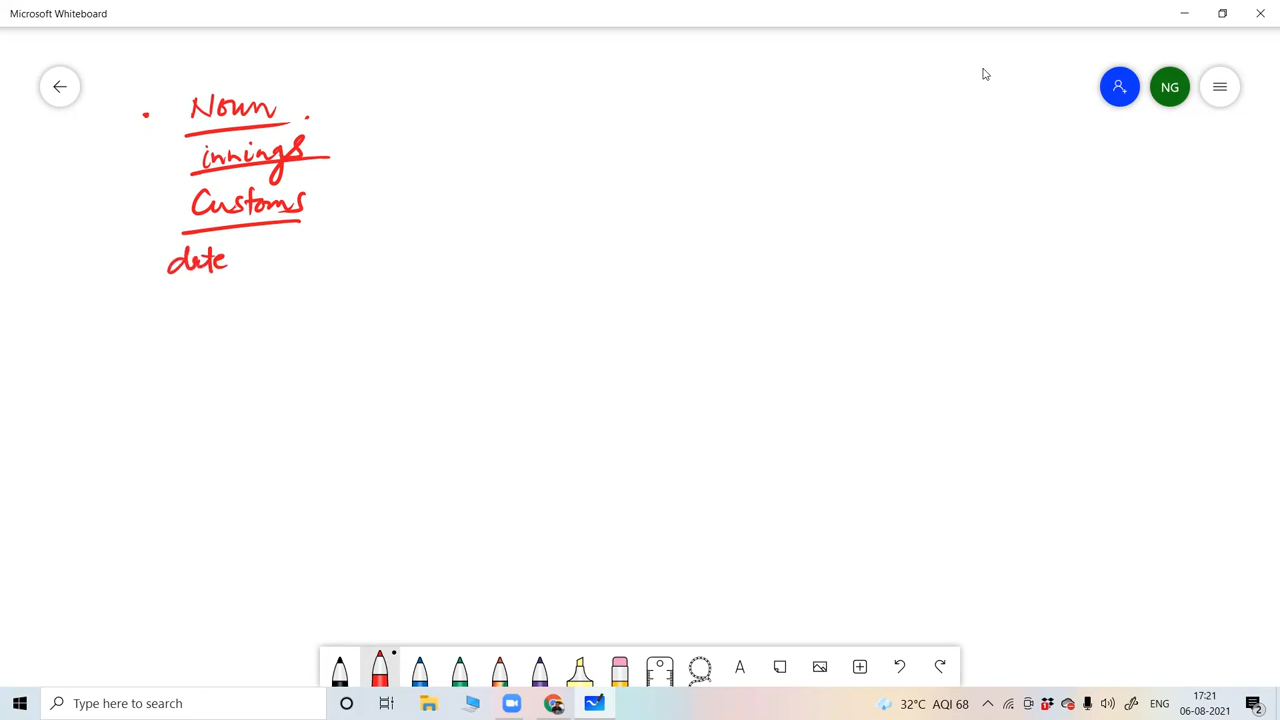 Microsoft Whiteboard
NG
Noun
innings
Customs
date
A
Type here to search
32°C AQI 68
ENG
17:21
06-08-2021
2